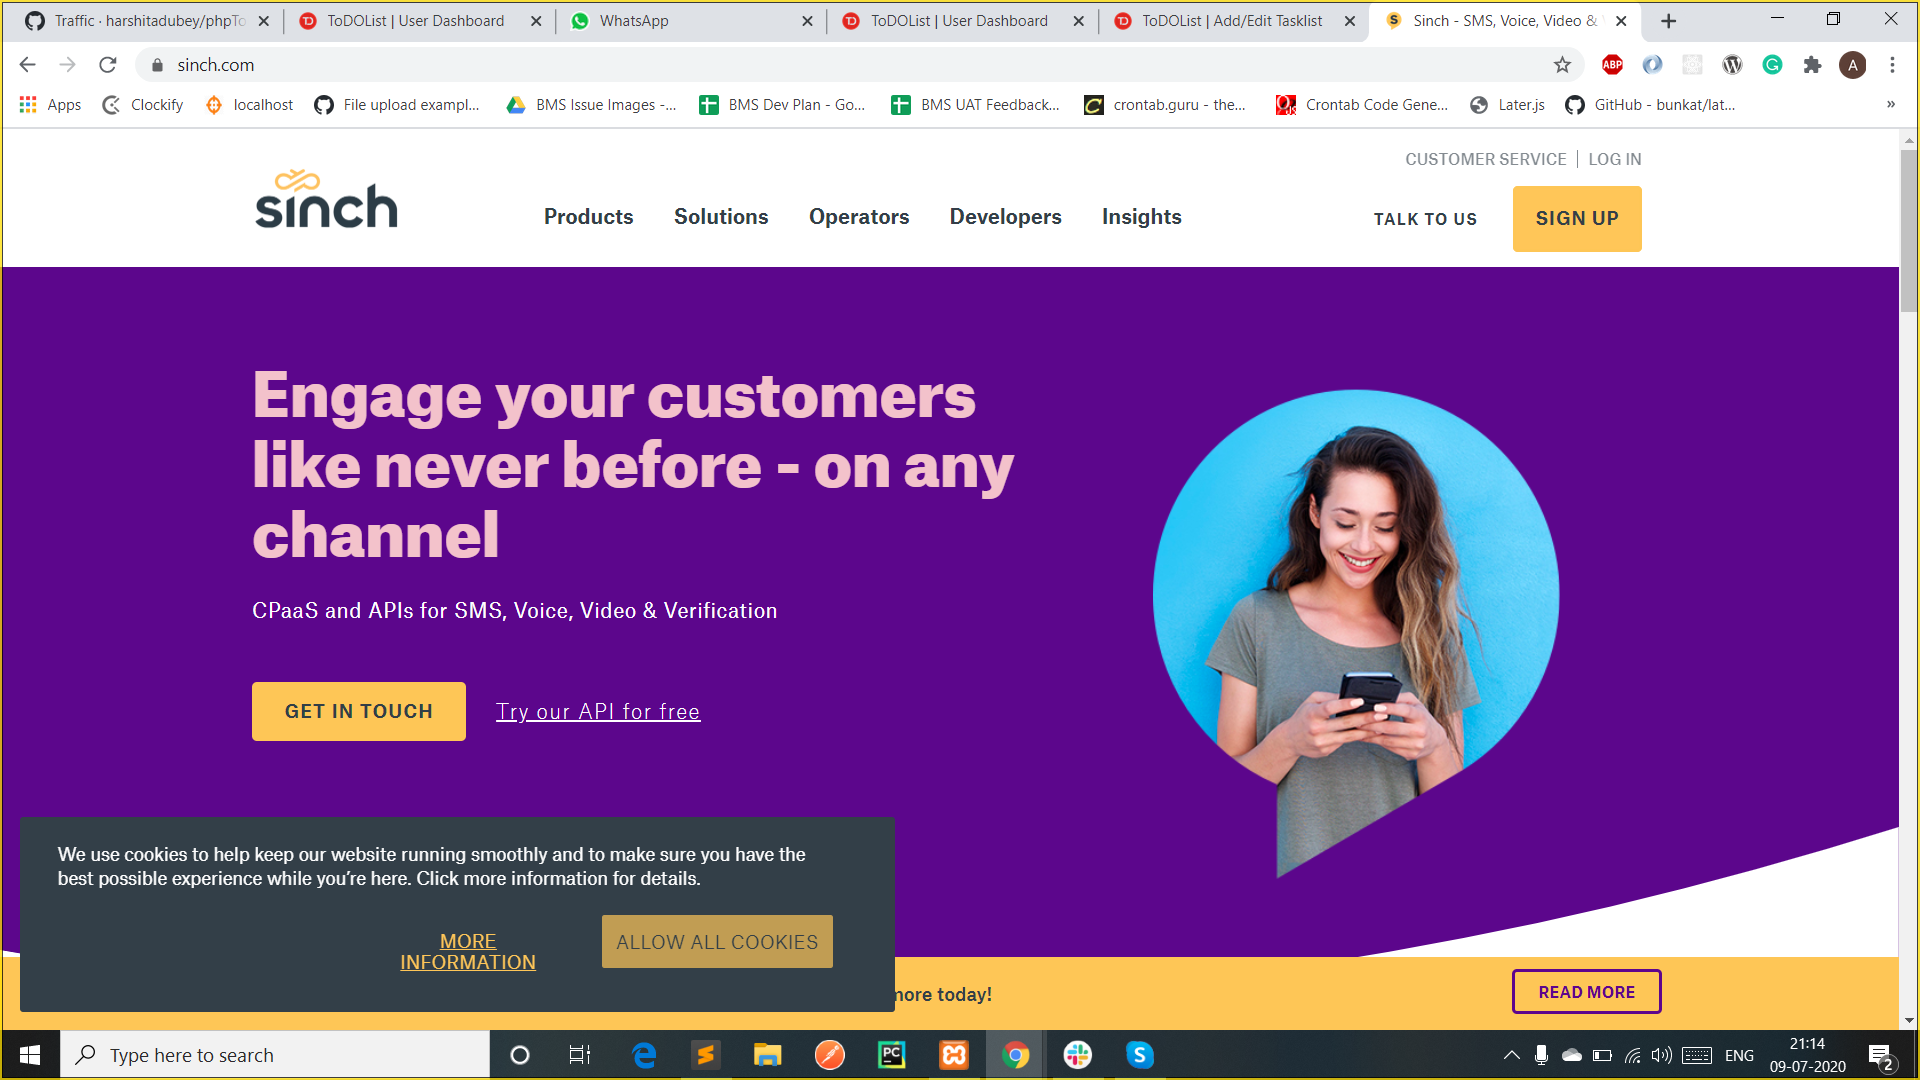 Traffic · harshitadubey/phpTo
ToDOList | User Dashboard
WhatsApp
ToDOList | User Dashboard
ToDOList | Add/Edit Tasklist
Sinch - SMS, Voice, Video &
sinch.com
ABP
A
Apps
Clockify
localhost
File upload exampl...
BMS Issue Images -...
BMS Dev Plan - Go...
BMS UAT Feedback...
crontab.guru - the...
Crontab Code Gene...
Later.js
GitHub - bunkat/lat...
»
CUSTOMER SERVICE | LOG IN
sinch
Products
Solutions
Operators
Developers
Insights
TALK TO US
SIGN UP
Engage your customers
like never before - on any
channel
CPaaS and APIs for SMS, Voice, Video & Verification
GET IN TOUCH
Try our API for free
We use cookies to help keep our website running smoothly and to make sure you have the
best possible experience while you're here. Click more information for details.
MORE
INFORMATION
ALLOW ALL COOKIES
more today!
READ MORE
Type here to search
PC
S
ENG
21:14
09-07-2020
2